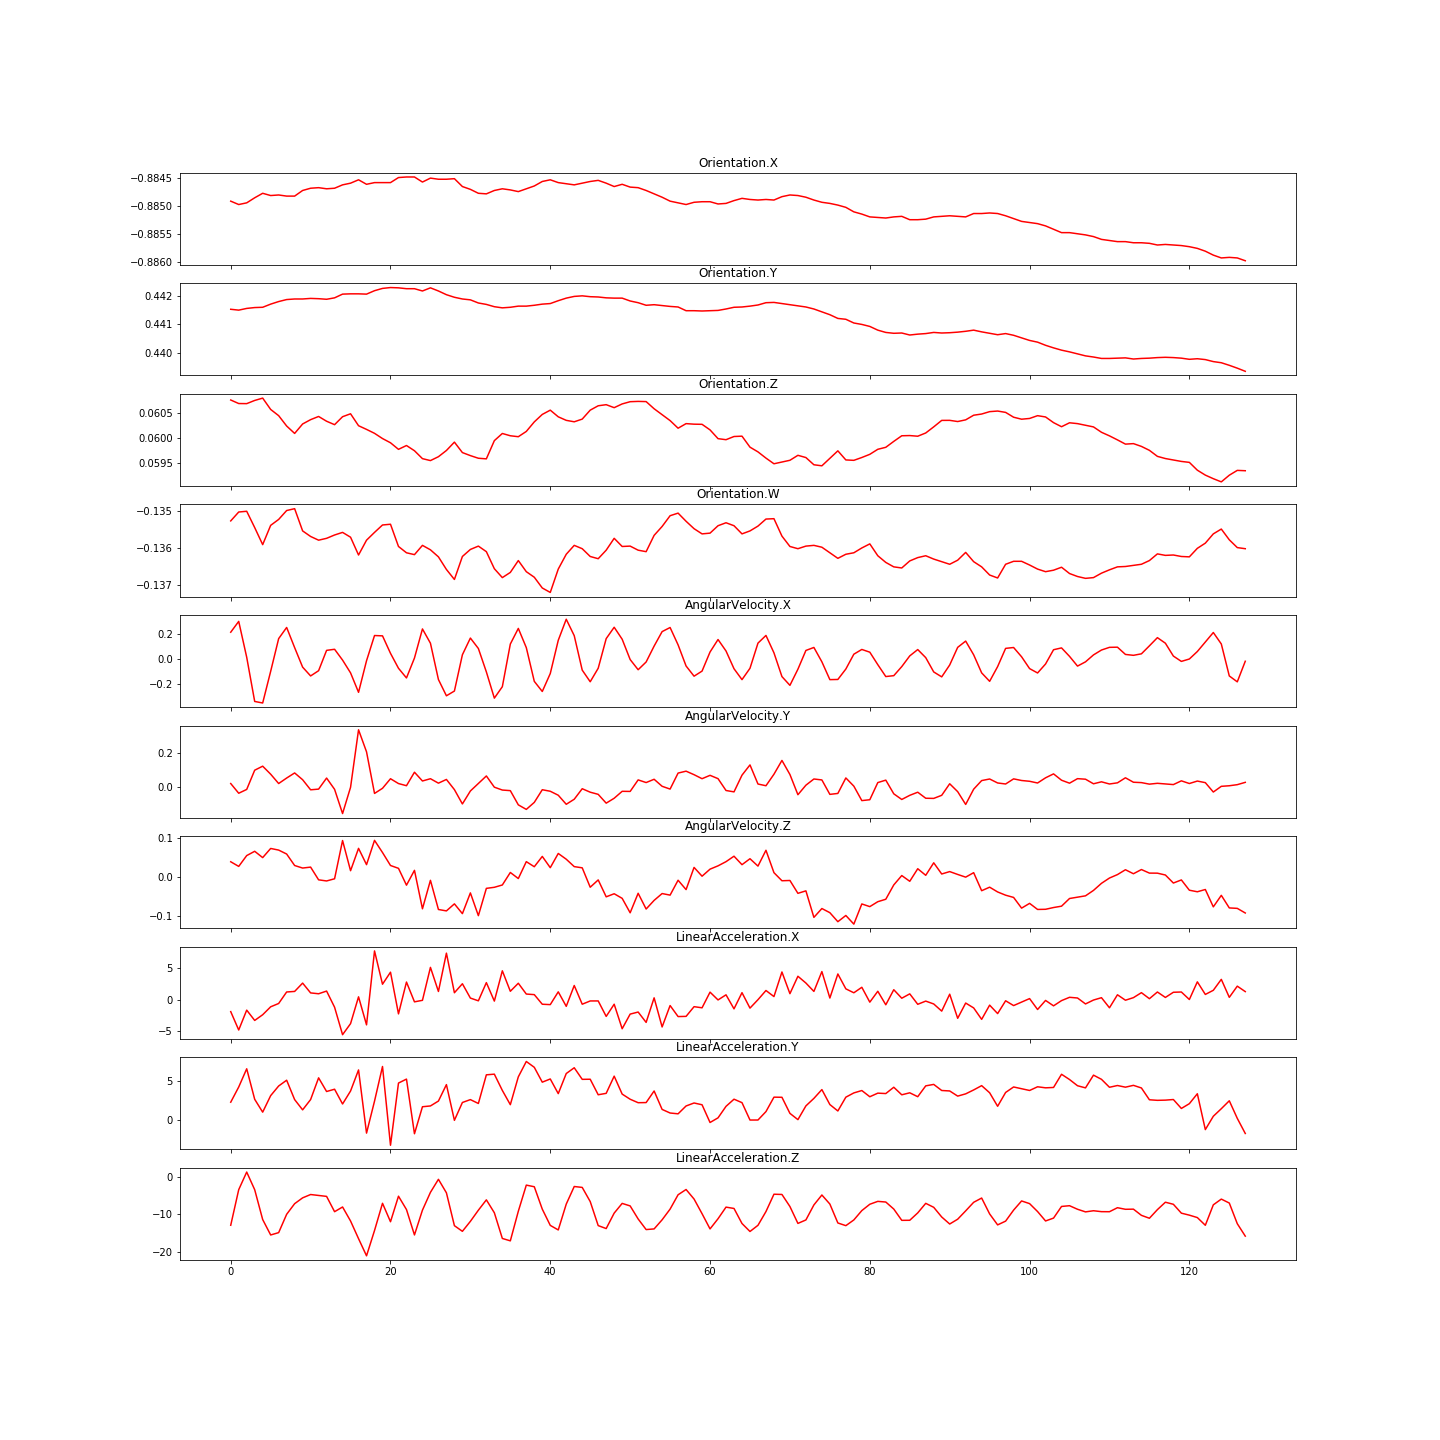 Orientation.X
−0.8845
−0.8850
−0.8855
−0.8860
Orientation.Y
0.442
0.441
0.440
Orientation.Z
0.0605
0.0600
0.0595
Orientation.W
−0.135
−0.136
−0.137
AngularVelocity.X
0.2
0.0
−0.2
AngularVelocity.Y
0.2
0.0
AngularVelocity.Z
0.1
0.0
−0.1
LinearAcceleration.X
5
0
−5
LinearAcceleration.Y
5
0
LinearAcceleration.Z
0
−10
−20
0 20 40 60 80 100 120